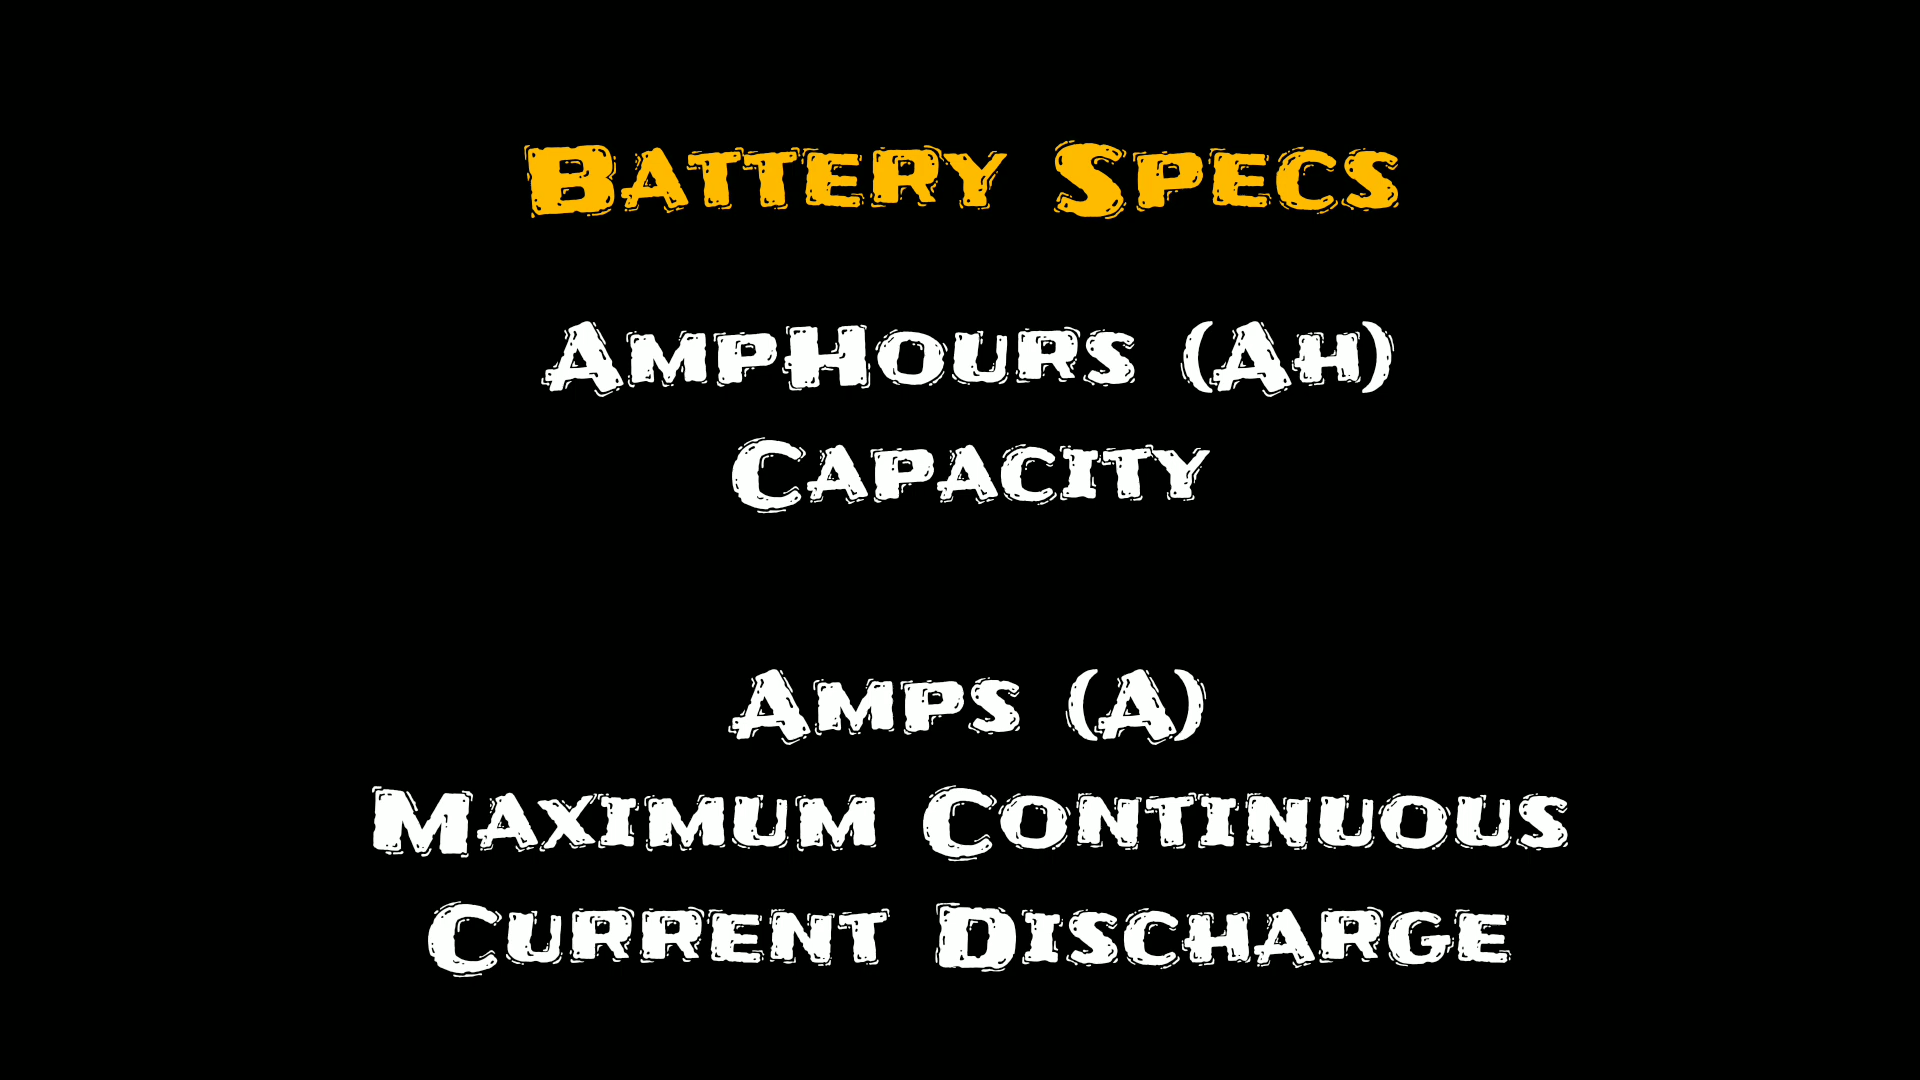 Battery Specs
AmpHours (Ah)
Capacity
Amps (A)
Maximum Continuous
Current Discharge